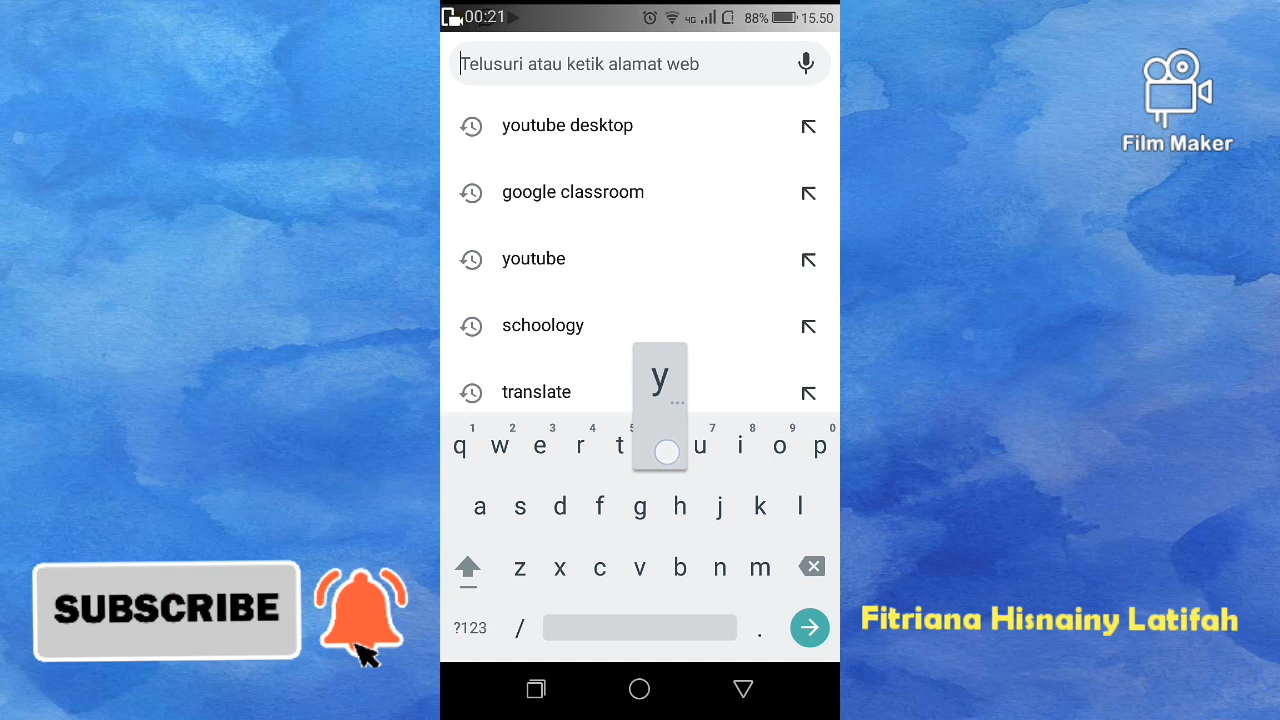 00:21
4G 88% 15.50
Telusuri atau ketik alamat web
youtube desktop
google classroom
youtube
schoology
translate
y
...
1 2 3 4 5 7 8 9 0
q w e r t u i o p
a s d f g h j k l
z x c v b n m
?123 / .
Film Maker
SUBSCRIBE
Fitriana Hisnainy Latifah